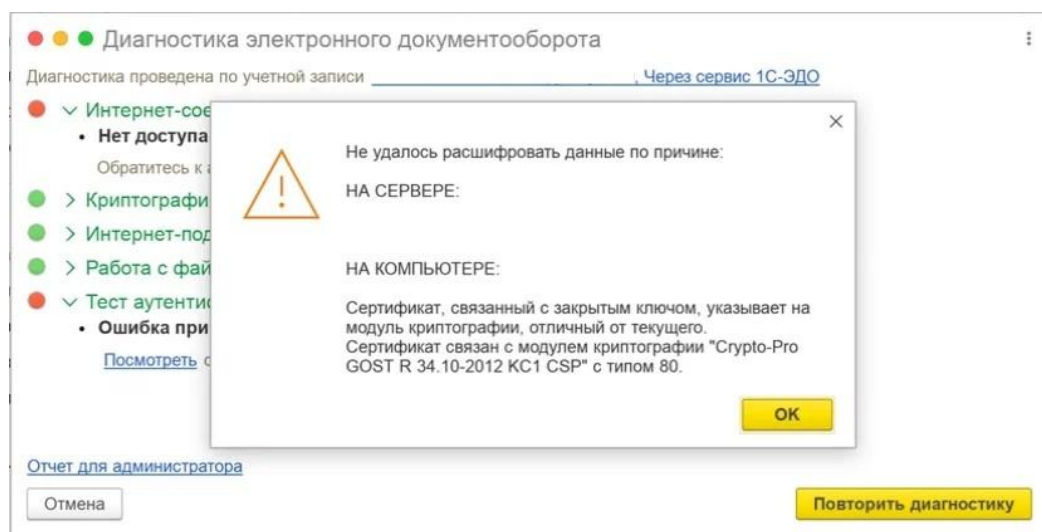 Диагностика электронного документооборота
Диагностика проведена по учетной записи , Через сервис 1С-ЭДО
Интернет-сое
Нет доступа
Обратитесь к
Криптографи
Интернет-под
Работа с фай
Тест аутенти
Ошибка при
Посмотреть
Не удалось расшифровать данные по причине:
НА СЕРВЕРЕ:
НА КОМПЬЮТЕРЕ:
Сертификат, связанный с закрытым ключом, указывает на
модуль криптографии, отличный от текущего.
Сертификат связан с модулем криптографии "Crypto-Pro
GOST R 34.10-2012 KC1 CSP" с типом 80.
OK
Отчет для администратора
Отмена
Повторить диагностику